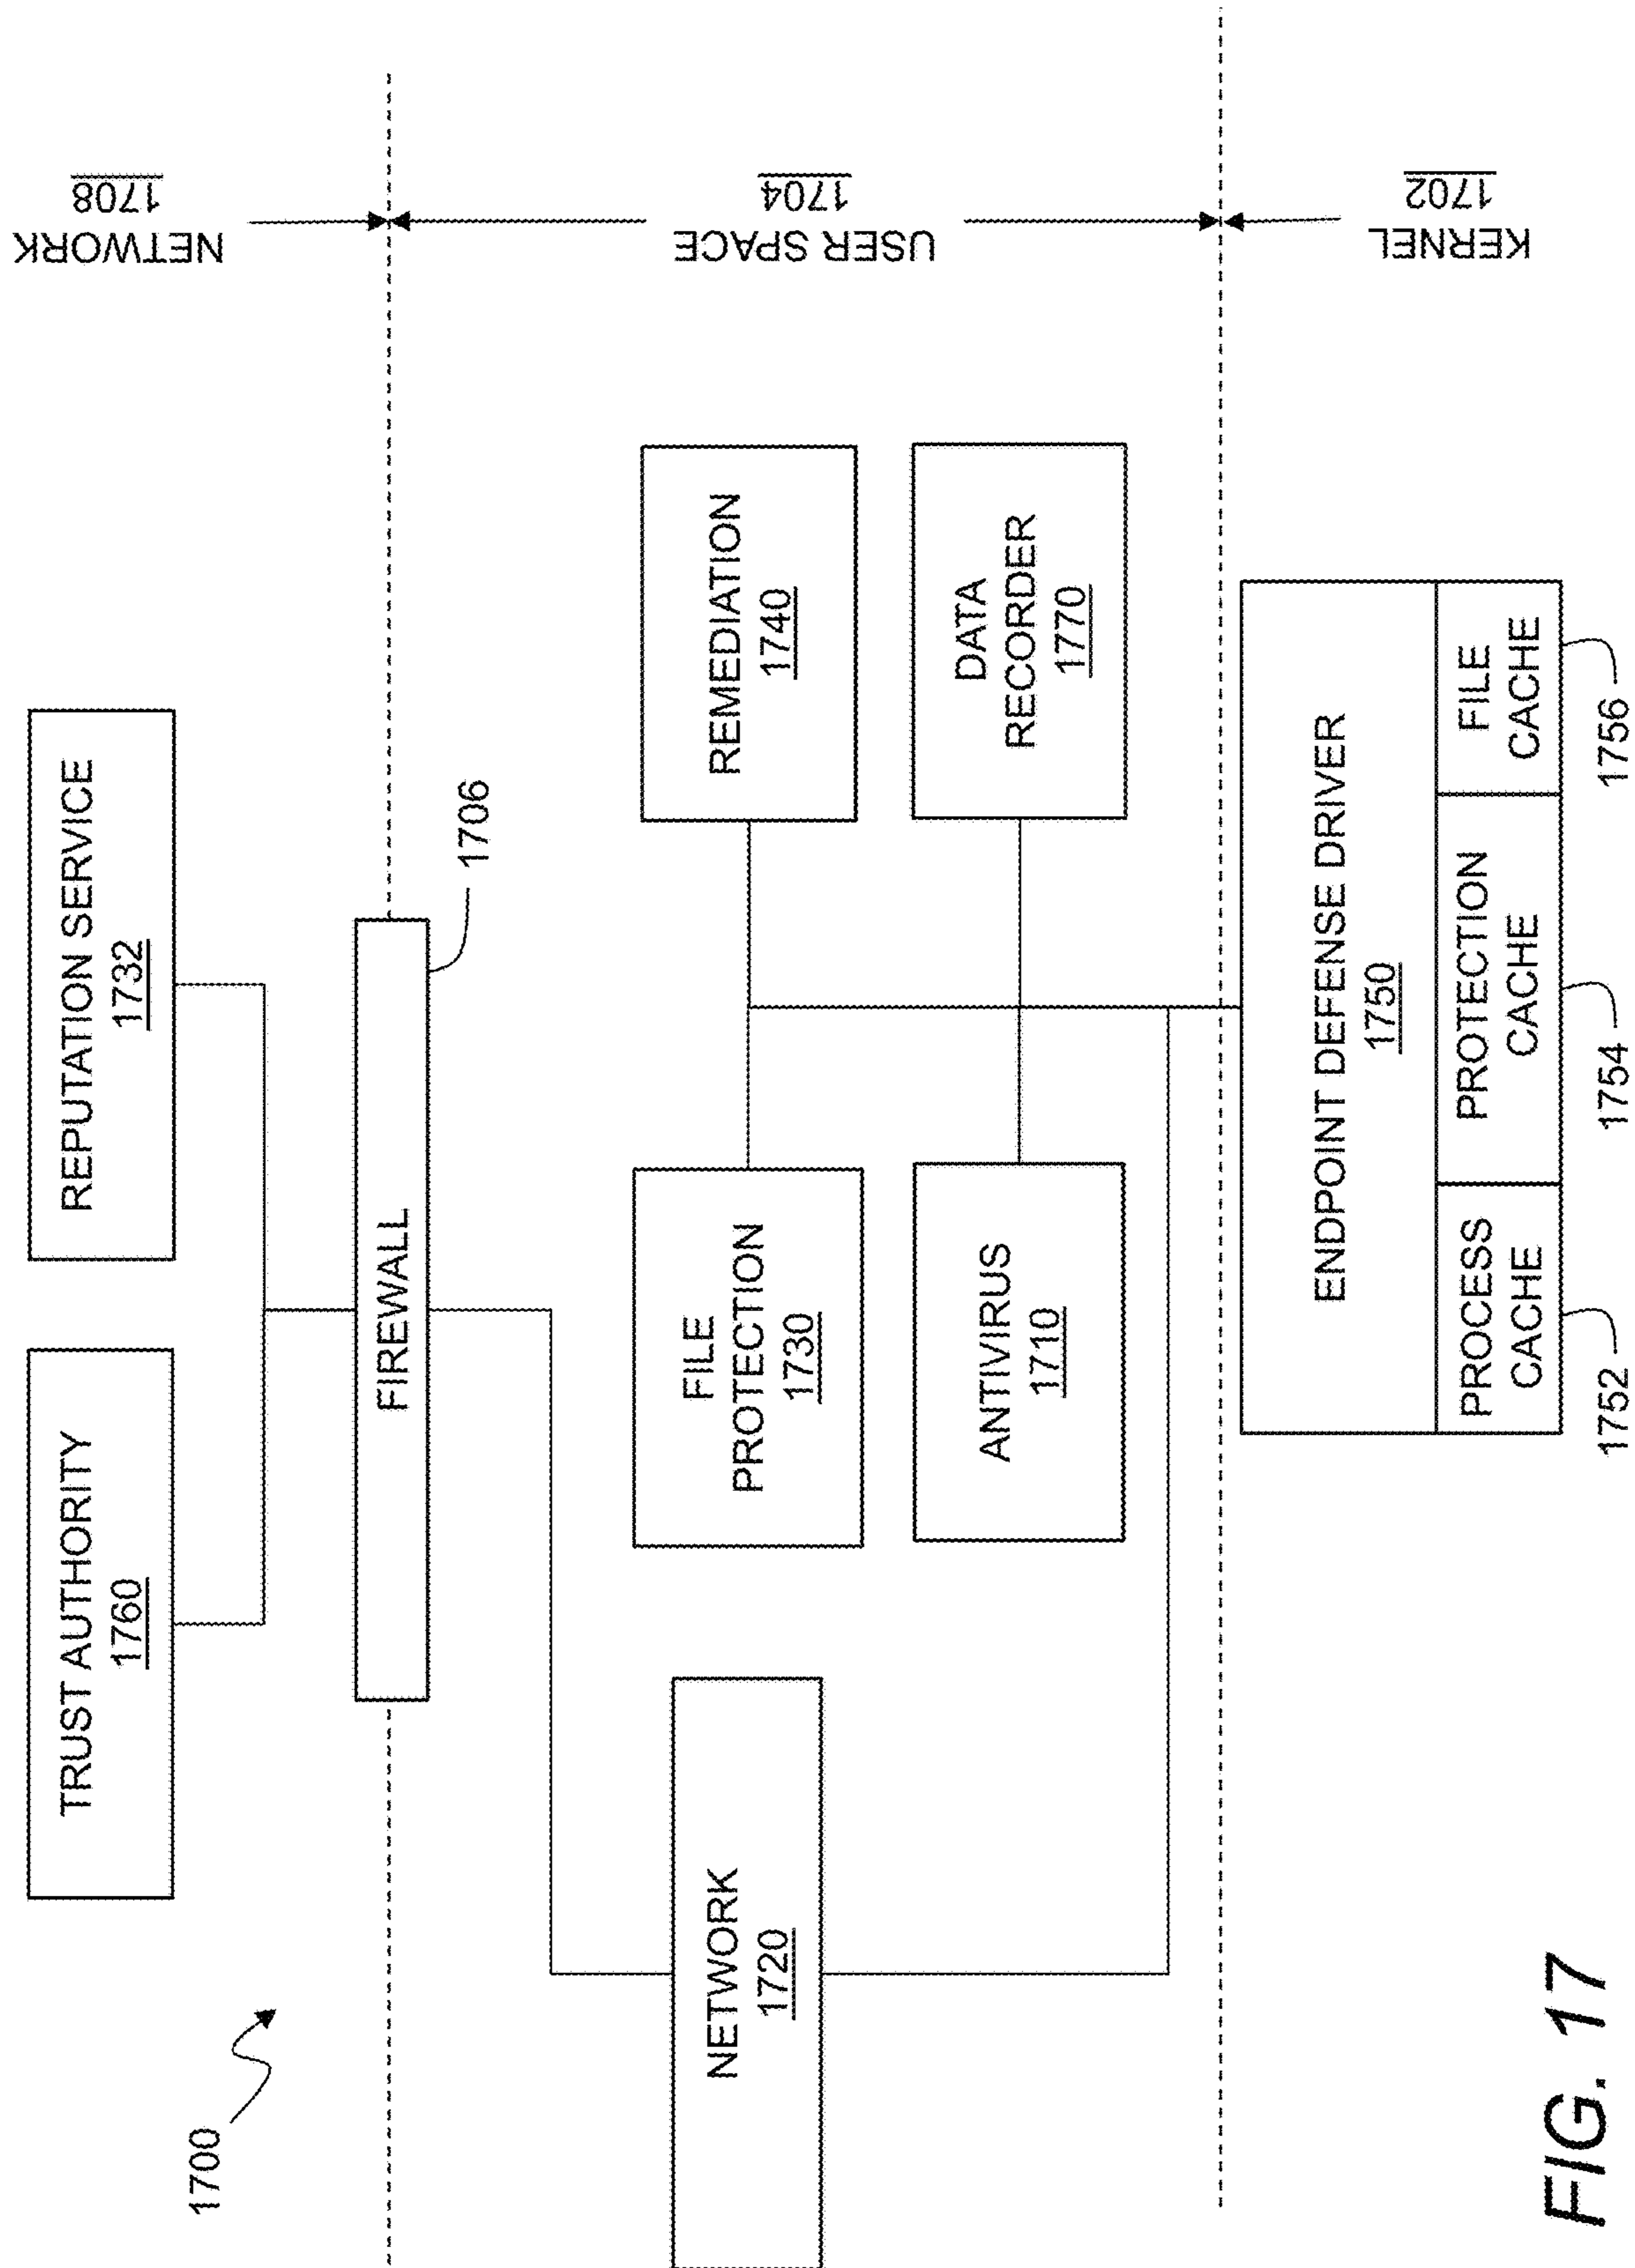 1700
TRUST AUTHORITY
1760
REPUTATION SERVICE
1732
NETWORK
1708
FIREWALL
1706
NETWORK
1720
FILE
PROTECTION
1730
REMEDIATION
1740
USER SPACE
1704
ANTIVIRUS
1710
DATA
RECORDER
1770
ENDPOINT DEFENSE DRIVER
1750
KERNEL
1702
PROCESS
CACHE
PROTECTION
CACHE
FILE
CACHE
1752
1754
1756
FIG. 17